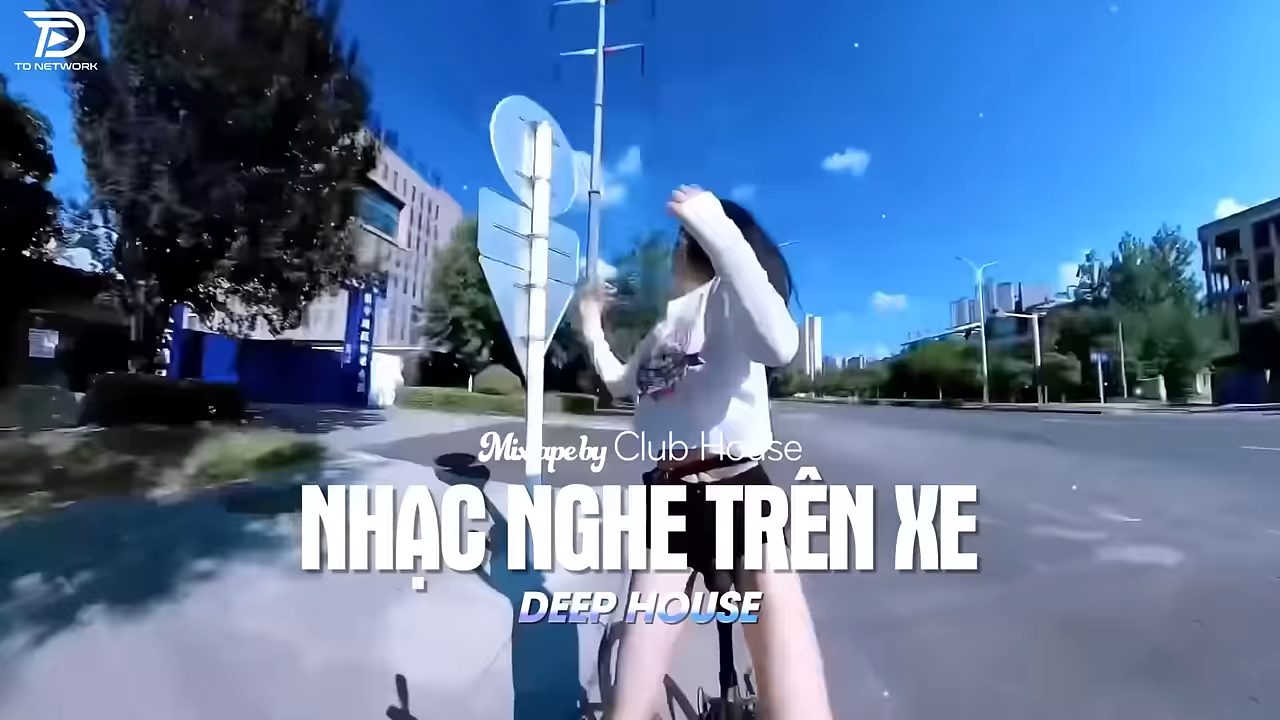 TD NETWORK
Mixtape by Club House
NHẠC NGHE TRÊN XE
DEEP HOUSE